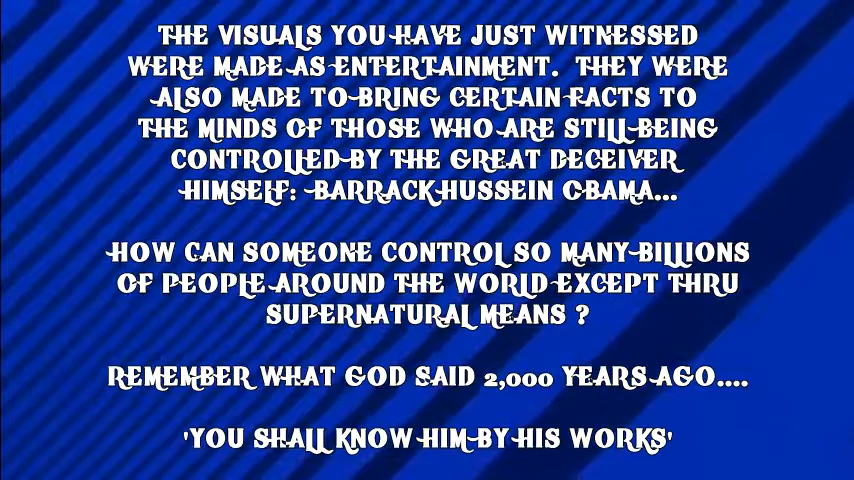 THE VISUALS YOU HAVE JUST WITNESSED
WERE MADE AS ENTERTAINMENT. THEY WERE
ALSO MADE TO BRING CERTAIN FACTS TO
THE MINDS OF THOSE WHO ARE STILL BEING
CONTROLLED BY THE GREAT DECEIVER
HIMSELF: BARRACK HUSSEIN OBAMA...
HOW CAN SOMEONE CONTROL SO MANY BILLIONS
OF PEOPLE AROUND THE WORLD EXCEPT THRU
SUPERNATURAL MEANS ?
REMEMBER WHAT GOD SAID 2,000 YEARS AGO....
'YOU SHALL KNOW HIM BY HIS WORKS'